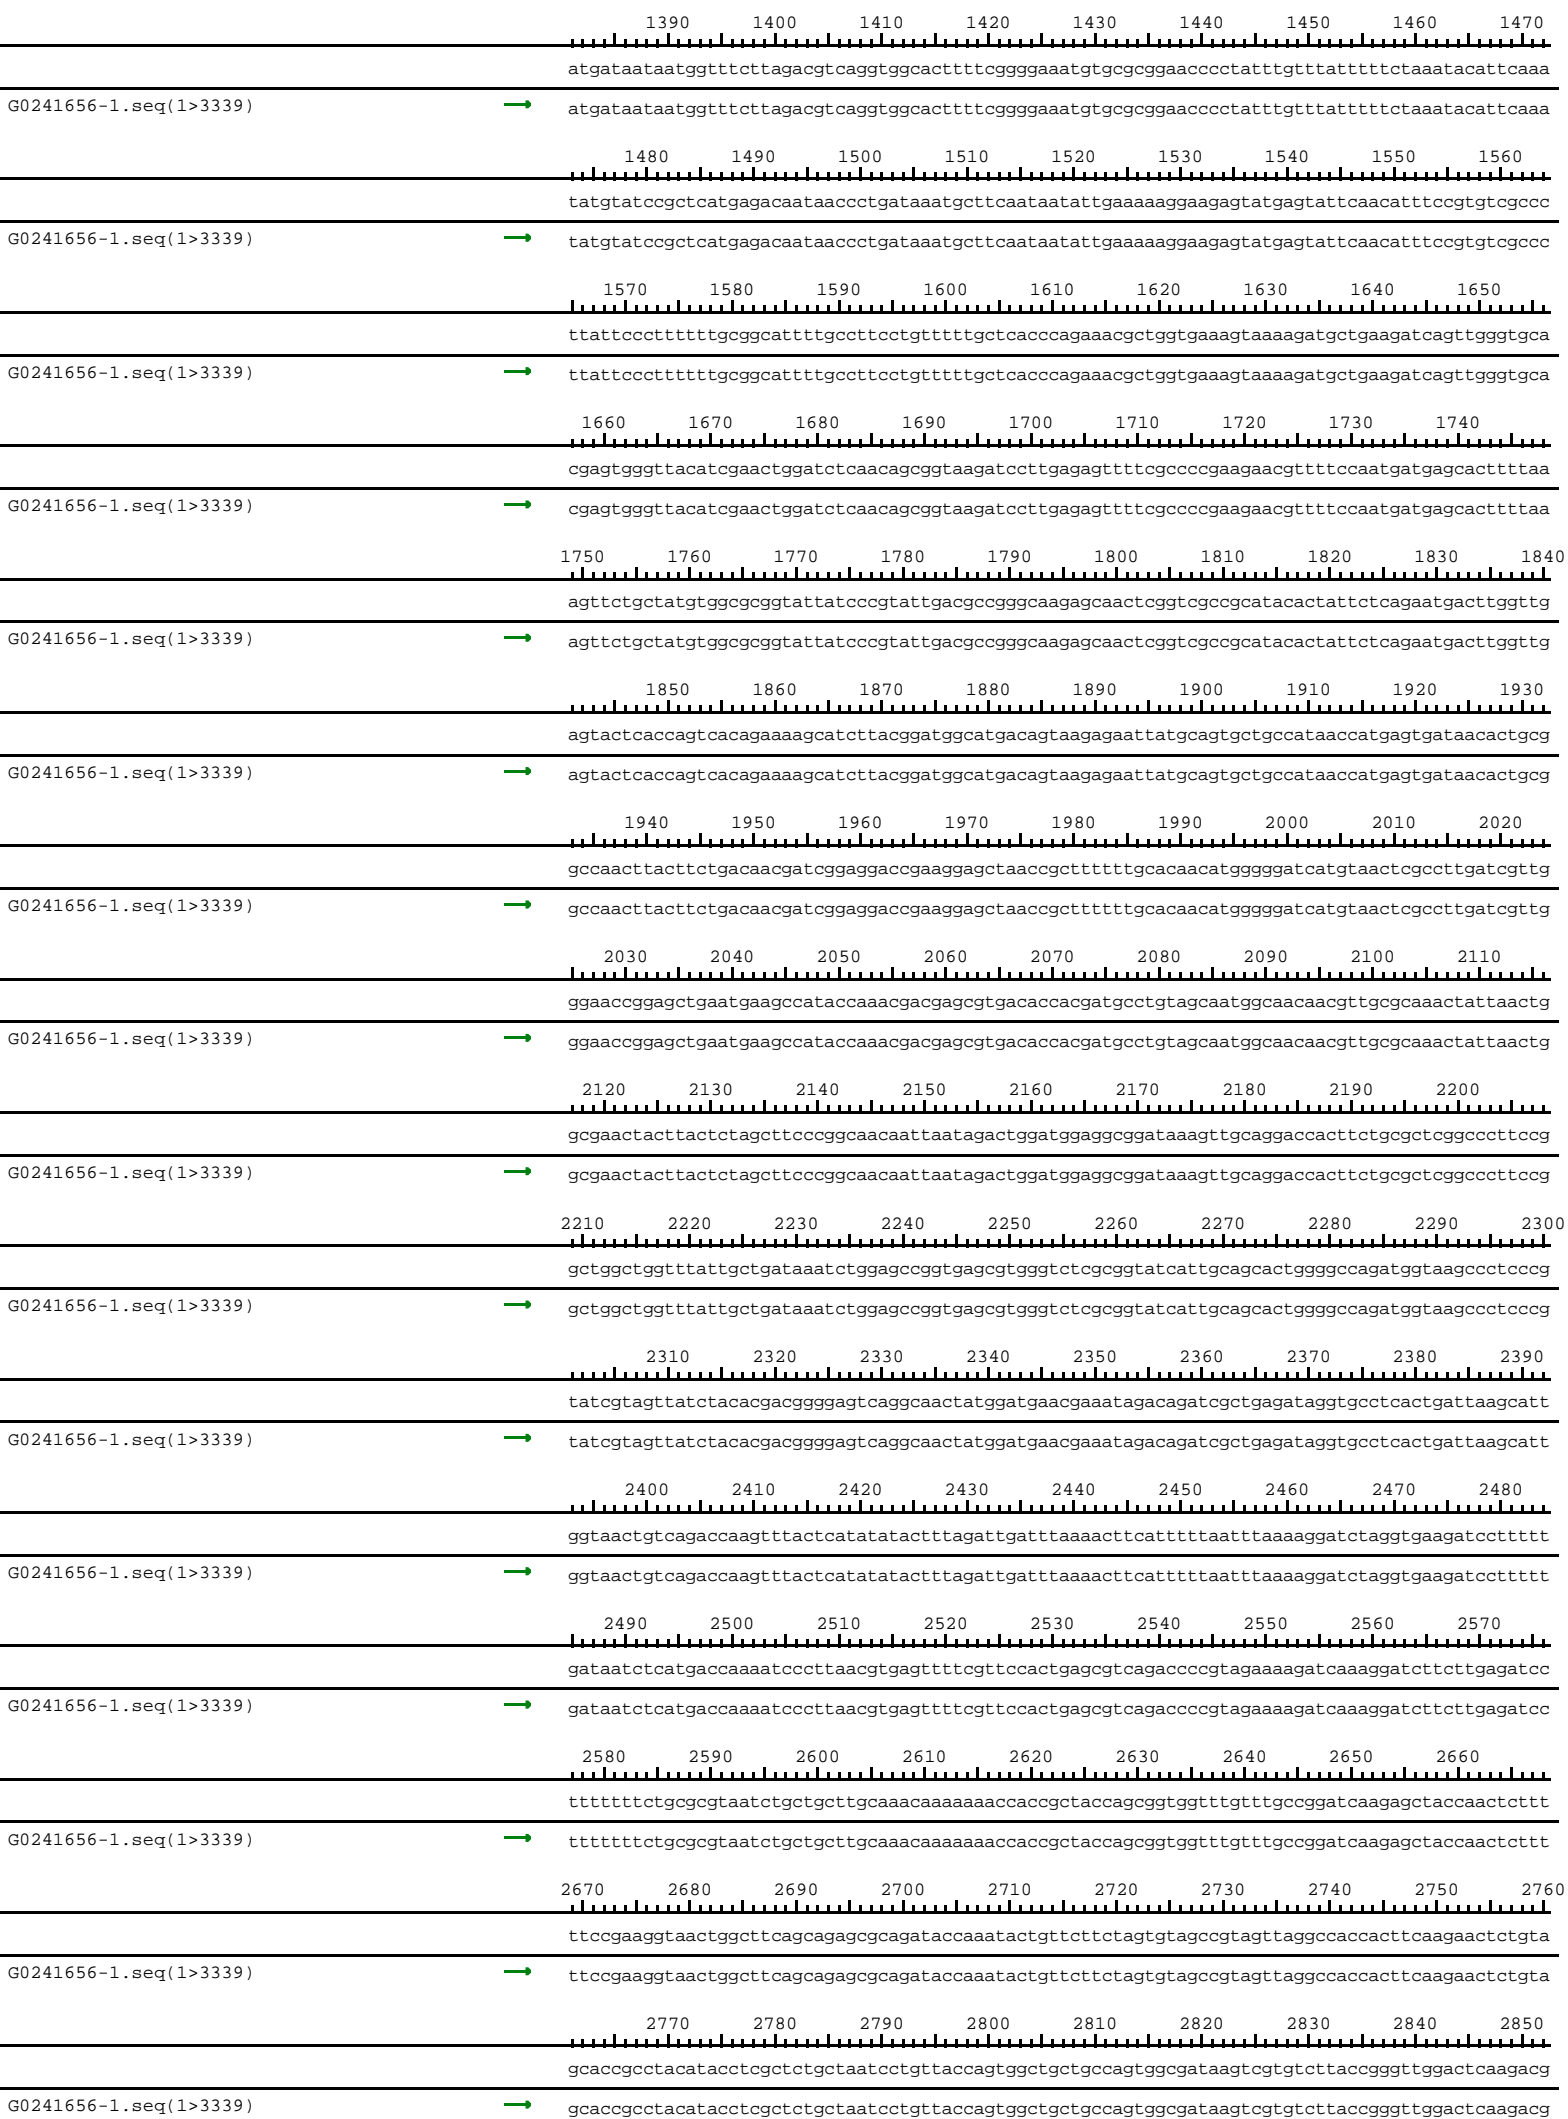 1390 1400 1410 1420 1430 1440 1450 1460 1470
atgataataatggtttcttagacgtcaggtggcacttttcggggaaatgtgcgcggaacccctatttgtttatttttctaaatacattcaaa
G0241656-1.seq(1>3339) atgataataatggtttcttagacgtcaggtggcacttttcggggaaatgtgcgcggaacccctatttgtttatttttctaaatacattcaaa
1480 1490 1500 1510 1520 1530 1540 1550 1560
tatgtatccgctcatgagacaataaccctgataaatgcttcaataatattgaaaaaggaagagtatgagtattcaacatttccgtgtcgccc
G0241656-1.seq(1>3339) tatgtatccgctcatgagacaataaccctgataaatgcttcaataatattgaaaaaggaagagtatgagtattcaacatttccgtgtcgccc
1570 1580 1590 1600 1610 1620 1630 1640 1650
ttattcccttttttgcggcattttgccttcctgtttttgctcacccagaaacgctggtgaaagtaaaagatgctgaagatcagttgggtgca
G0241656-1.seq(1>3339) ttattcccttttttgcggcattttgccttcctgtttttgctcacccagaaacgctggtgaaagtaaaagatgctgaagatcagttgggtgca
1660 1670 1680 1690 1700 1710 1720 1730 1740
cgagtgggttacatcgaactggatctcaacagcggtaagatccttgagagttttcgccccgaagaacgttttccaatgatgagcacttttaa
G0241656-1.seq(1>3339) cgagtgggttacatcgaactggatctcaacagcggtaagatccttgagagttttcgccccgaagaacgttttccaatgatgagcacttttaa
1750 1760 1770 1780 1790 1800 1810 1820 1830 1840
agttctgctatgtggcgcggtattatcccgtattgacgccgggcaagagcaactcggtcgccgcatacactattctcagaatgacttggttg
G0241656-1.seq(1>3339) agttctgctatgtggcgcggtattatcccgtattgacgccgggcaagagcaactcggtcgccgcatacactattctcagaatgacttggttg
1850 1860 1870 1880 1890 1900 1910 1920 1930
agtactcaccagtcacagaaaagcatcttacggatggcatgacagtaagagaattatgcagtgctgccataaccatgagtgataacactgcg
G0241656-1.seq(1>3339) agtactcaccagtcacagaaaagcatcttacggatggcatgacagtaagagaattatgcagtgctgccataaccatgagtgataacactgcg
1940 1950 1960 1970 1980 1990 2000 2010 2020
gccaacttacttctgacaacgatcggaggaccgaaggagctaaccgcttttttgcacaacatgggggatcatgtaactcgccttgatcgttg
G0241656-1.seq(1>3339) gccaacttacttctgacaacgatcggaggaccgaaggagctaaccgcttttttgcacaacatgggggatcatgtaactcgccttgatcgttg
2030 2040 2050 2060 2070 2080 2090 2100 2110
ggaaccggagctgaatgaagccataccaaacgacgagcgtgacaccacgatgcctgtagcaatggcaacaacgttgcgcaaactattaactg
G0241656-1.seq(1>3339) ggaaccggagctgaatgaagccataccaaacgacgagcgtgacaccacgatgcctgtagcaatggcaacaacgttgcgcaaactattaactg
2120 2130 2140 2150 2160 2170 2180 2190 2200
gcgaactacttactctagcttcccggcaacaattaatagactggatggaggcggataaagttgcaggaccacttctgcgctcggcccttccg
G0241656-1.seq(1>3339) gcgaactacttactctagcttcccggcaacaattaatagactggatggaggcggataaagttgcaggaccacttctgcgctcggcccttccg
2210 2220 2230 2240 2250 2260 2270 2280 2290 2300
gctggctggtttattgctgataaatctggagccggtgagcgtgggtctcgcggtatcattgcagcactggggccagatggtaagccctcccg
G0241656-1.seq(1>3339) gctggctggtttattgctgataaatctggagccggtgagcgtgggtctcgcggtatcattgcagcactggggccagatggtaagccctcccg
2310 2320 2330 2340 2350 2360 2370 2380 2390
tatcgtagttatctacacgacggggagtcaggcaactatggatgaacgaaatagacagatcgctgagataggtgcctcactgattaagcatt
G0241656-1.seq(1>3339) tatcgtagttatctacacgacggggagtcaggcaactatggatgaacgaaatagacagatcgctgagataggtgcctcactgattaagcatt
2400 2410 2420 2430 2440 2450 2460 2470 2480
ggtaactgtcagaccaagtttactcatatatactttagattgatttaaaacttcatttttaatttaaaaggatctaggtgaagatccttttt
G0241656-1.seq(1>3339) ggtaactgtcagaccaagtttactcatatatactttagattgatttaaaacttcatttttaatttaaaaggatctaggtgaagatccttttt
2490 2500 2510 2520 2530 2540 2550 2560 2570
gataatctcatgaccaaaatcccttaacgtgagttttcgttccactgagcgtcagaccccgtagaaaagatcaaaggatcttcttgagatcc
G0241656-1.seq(1>3339) gataatctcatgaccaaaatcccttaacgtgagttttcgttccactgagcgtcagaccccgtagaaaagatcaaaggatcttcttgagatcc
2580 2590 2600 2610 2620 2630 2640 2650 2660
tttttttctgcgcgtaatctgctgcttgcaaacaaaaaaaccaccgctaccagcggtggtttgtttgccggatcaagagctaccaactcttt
G0241656-1.seq(1>3339) tttttttctgcgcgtaatctgctgcttgcaaacaaaaaaaccaccgctaccagcggtggtttgtttgccggatcaagagctaccaactcttt
2670 2680 2690 2700 2710 2720 2730 2740 2750 2760
ttccgaaggtaactggcttcagcagagcgcagataccaaatactgttcttctagtgtagccgtagttaggccaccacttcaagaactctgta
G0241656-1.seq(1>3339) ttccgaaggtaactggcttcagcagagcgcagataccaaatactgttcttctagtgtagccgtagttaggccaccacttcaagaactctgta
2770 2780 2790 2800 2810 2820 2830 2840 2850
gcaccgcctacatacctcgctctgctaatcctgttaccagtggctgctgccagtggcgataagtcgtgtcttaccgggttggactcaagacg
G0241656-1.seq(1>3339) gcaccgcctacatacctcgctctgctaatcctgttaccagtggctgctgccagtggcgataagtcgtgtcttaccgggttggactcaagacg